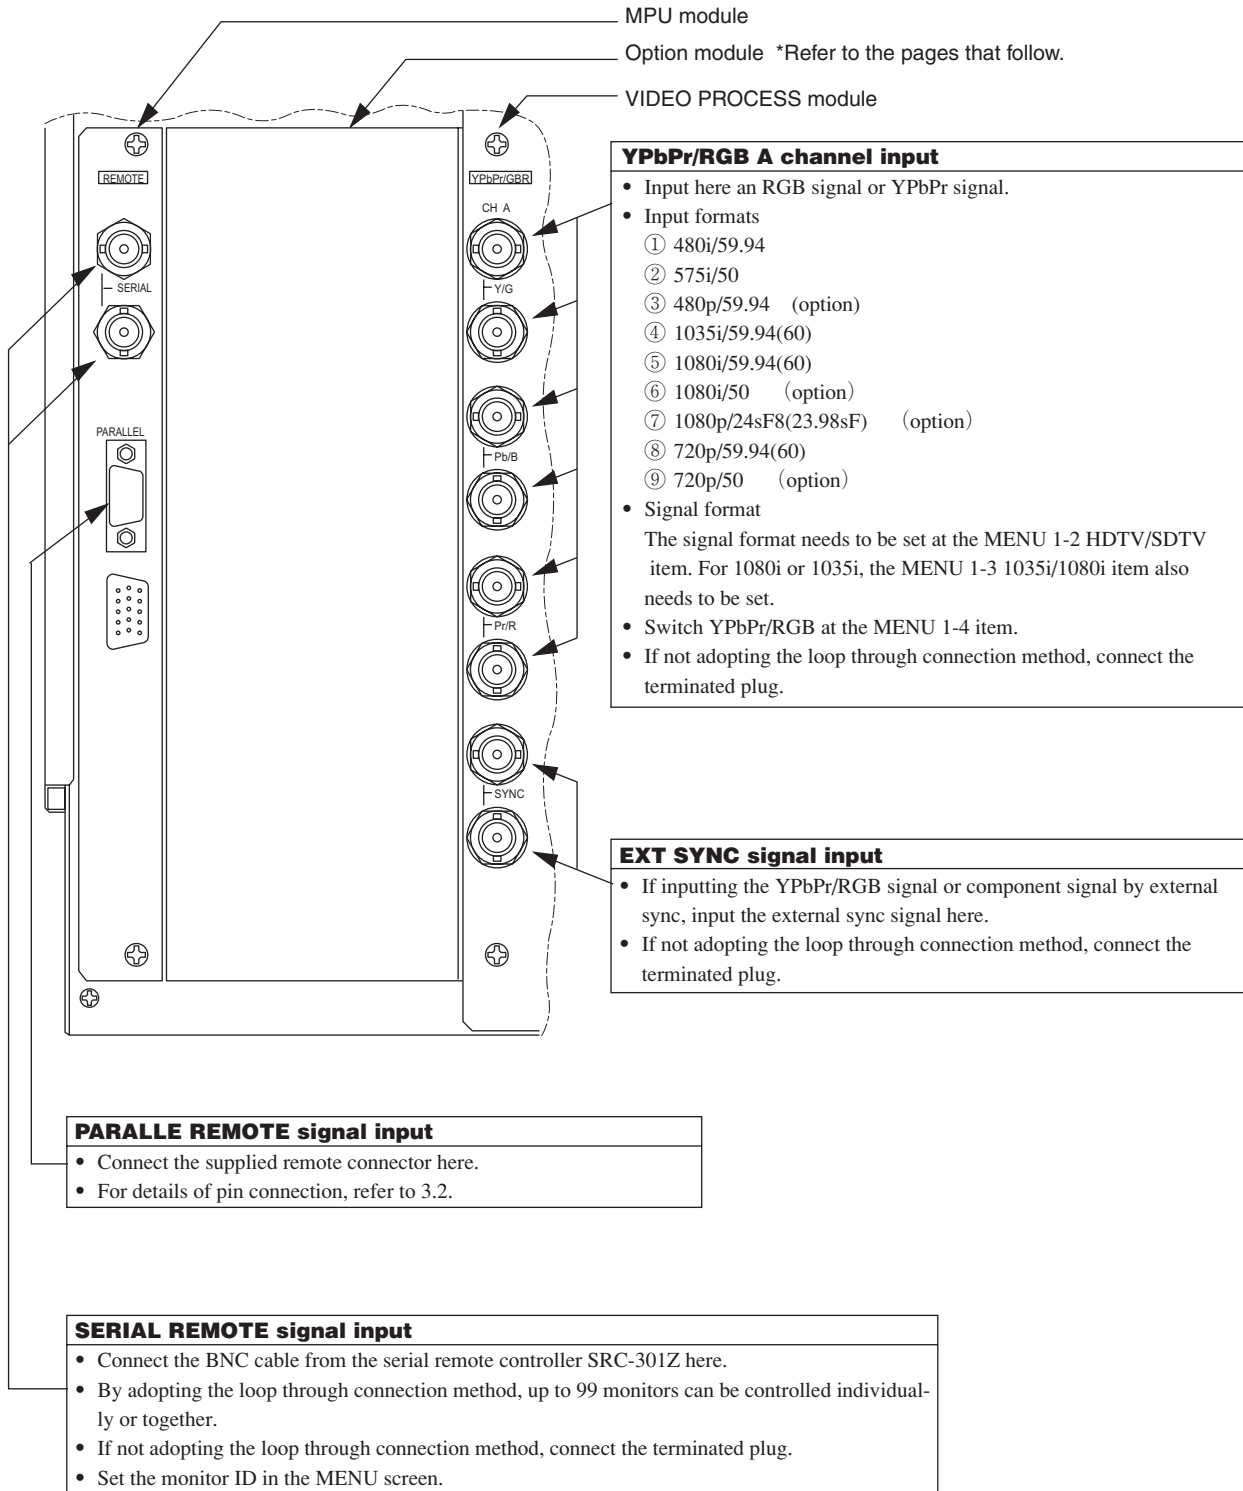 MPU module
Option module  *Refer to the pages that follow.
VIDEO PROCESS module
REMOTE
SERIAL
PARALLEL
YPbPr/GBR
CH A
Y/G
Pb/B
Pr/R
SYNC
YPbPr/RGB A channel input
• Input here an RGB signal or YPbPr signal.
• Input formats
① 480i/59.94
② 575i/50
③ 480p/59.94 (option)
④ 1035i/59.94(60)
⑤ 1080i/59.94(60)
⑥ 1080i/50 （option）
⑦ 1080p/24sF8(23.98sF) （option）
⑧ 720p/59.94(60)
⑨ 720p/50 （option）
• Signal format
The signal format needs to be set at the MENU 1-2 HDTV/SDTV
item. For 1080i or 1035i, the MENU 1-3 1035i/1080i item also
needs to be set.
• Switch YPbPr/RGB at the MENU 1-4 item.
• If not adopting the loop through connection method, connect the
terminated plug.
EXT SYNC signal input
• If inputting the YPbPr/RGB signal or component signal by external
sync, input the external sync signal here.
• If not adopting the loop through connection method, connect the
terminated plug.
PARALLE REMOTE signal input
• Connect the supplied remote connector here.
• For details of pin connection, refer to 3.2.
SERIAL REMOTE signal input
• Connect the BNC cable from the serial remote controller SRC-301Z here.
• By adopting the loop through connection method, up to 99 monitors can be controlled individual-
ly or together.
• If not adopting the loop through connection method, connect the terminated plug.
• Set the monitor ID in the MENU screen.